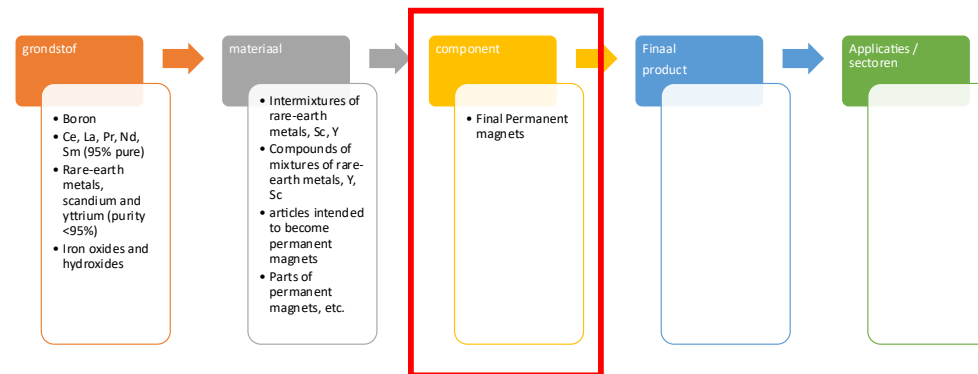 grondstof
• Boron
• Ce, La, Pr, Nd,
Sm (95% pure)
• Rare-earth
metals,
scandium and
yttrium (purity
<95%)
• Iron oxides and
hydroxides
materiaal
• Intermixtures of
rare-earth
metals, Sc, Y
• Compounds of
mixtures of rare-
earth metals, Y,
Sc
• articles intended
to become
permanent
magnets
• Parts of
permanent
magnets, etc.
component
• Final Permanent
magnets
Finaal
product
Applicaties /
sectoren